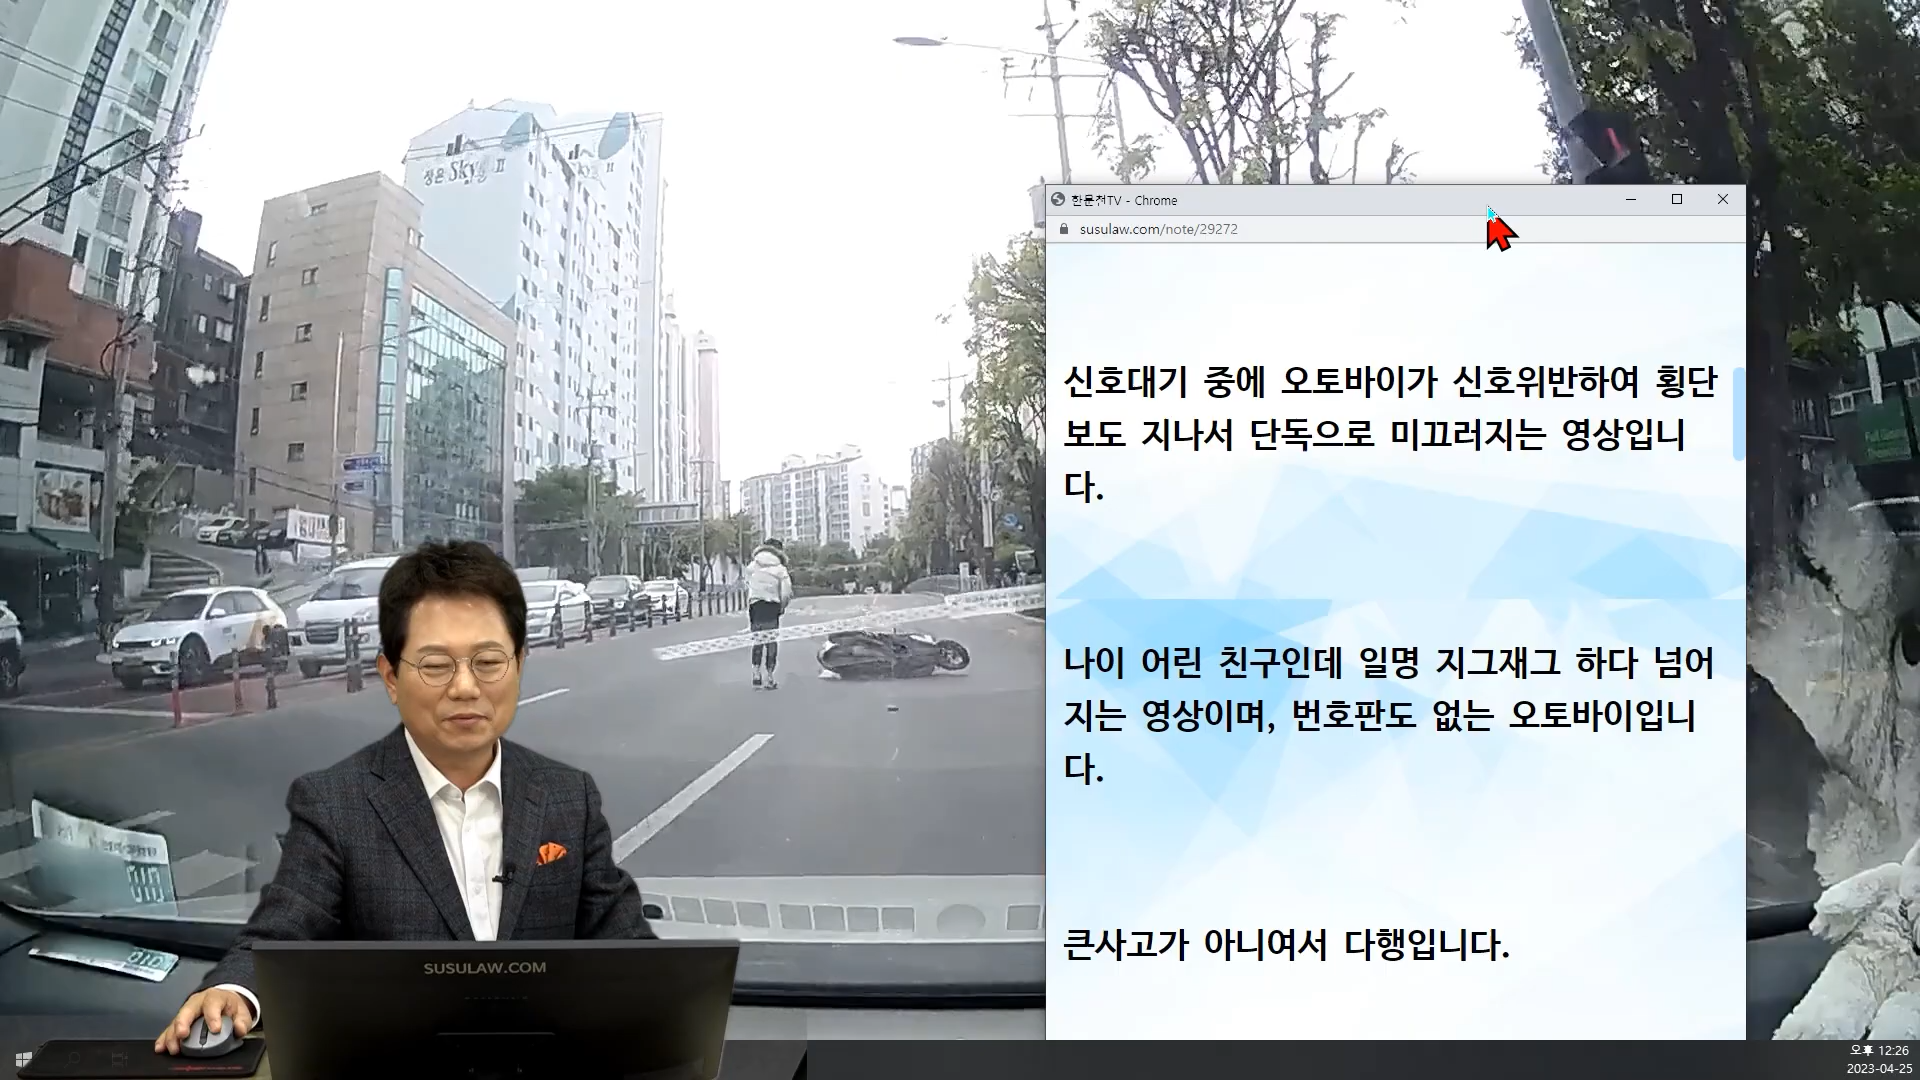 장은 Sky II
한문철TV - Chrome
susulaw.com/note/29272
신호대기 중에 오토바이가 신호위반하여 횡단
보도 지나서 단독으로 미끄러지는 영상입니
다.
나이 어린 친구인데 일명 지그재그 하다 넘어
지는 영상이며, 번호판도 없는 오토바이입니
다.
큰사고가 아니여서 다행입니다.
SUSULAW.COM
010
오후 12:26
2023-04-25